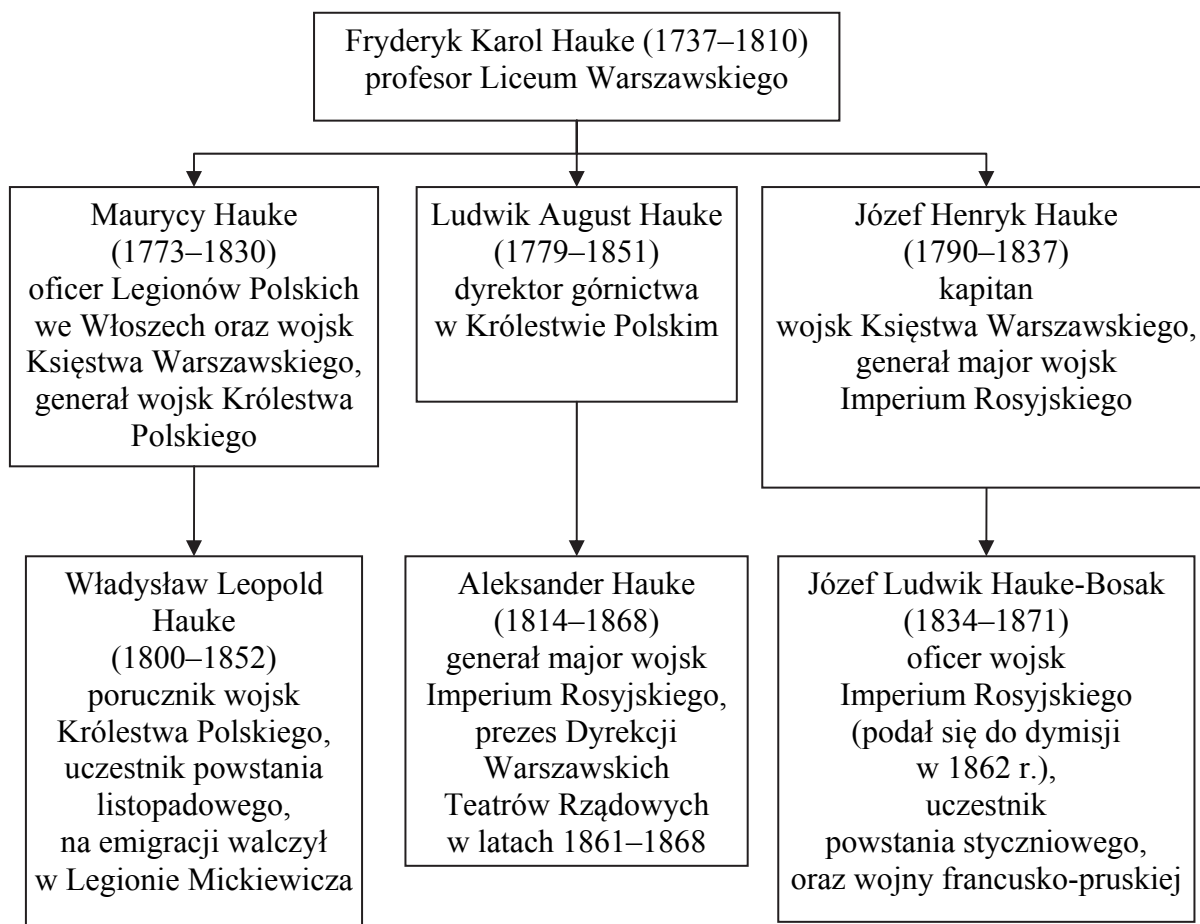 Fryderyk Karol Hauke (1737–1810)
profesor Liceum Warszawskiego
Maurycy Hauke
(1773–1830)
oficer Legionów Polskich
we Włoszech oraz wojsk
Księstwa Warszawskiego,
generał wojsk Królestwa
Polskiego
Ludwik August Hauke
(1779–1851)
dyrektor górnictwa
w Królestwie Polskim
Józef Henryk Hauke
(1790–1837)
kapitan
wojsk Księstwa Warszawskiego,
generał major wojsk
Imperium Rosyjskiego
Władysław Leopold
Hauke
(1800–1852)
porucznik wojsk
Królestwa Polskiego,
uczestnik powstania
listopadowego,
na emigracji walczył
w Legionie Mickiewicza
Aleksander Hauke
(1814–1868)
generał major wojsk
Imperium Rosyjskiego,
prezes Dyrekcji
Warszawskich
Teatrów Rządowych
w latach 1861–1868
Józef Ludwik Hauke-Bosak
(1834–1871)
oficer wojsk
Imperium Rosyjskiego
(podał się do dymisji
w 1862 r.),
uczestnik
powstania styczniowego,
oraz wojny francusko-pruskiej